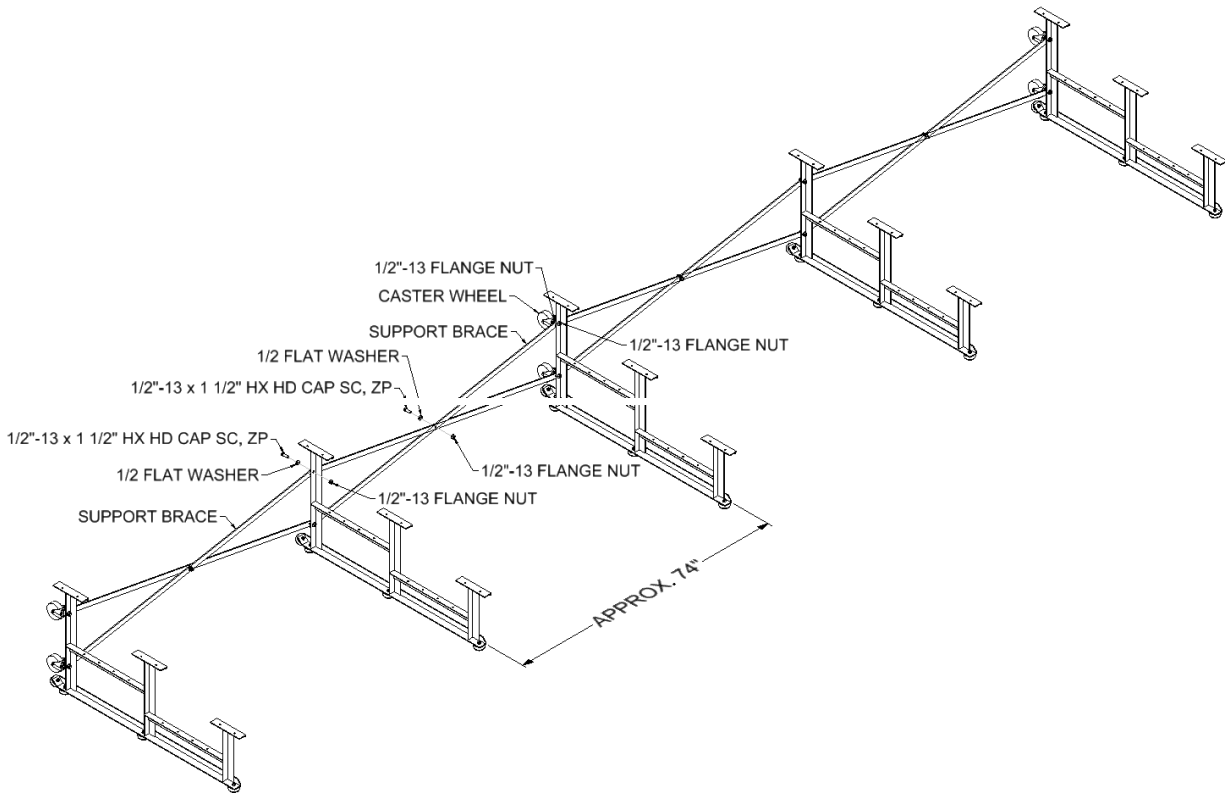 1/2"-13 FLANGE NUT
CASTER WHEEL
SUPPORT BRACE
1/2"-13 FLANGE NUT
1/2 FLAT WASHER
1/2"-13 x 1 1/2" HX HD CAP SC, ZP
1/2"-13 x 1 1/2" HX HD CAP SC, ZP
1/2 FLAT WASHER
1/2"-13 FLANGE NUT
1/2"-13 FLANGE NUT
SUPPORT BRACE
APPROX. 74"